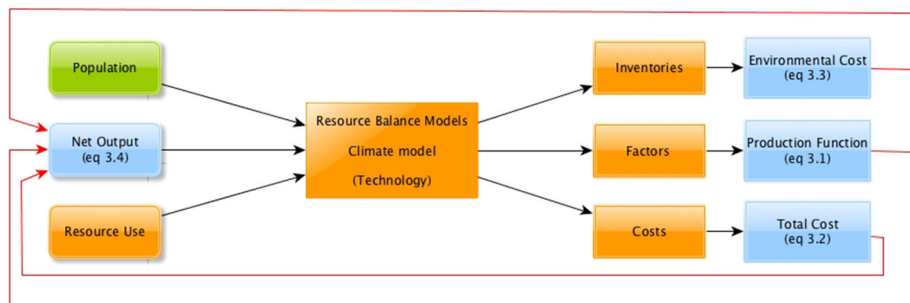 Population
Net Output
(eq 3.4)
Resource Use
Resource Balance Models
Climate model
(Technology)
Inventories
Factors
Costs
Environmental Cost
(eq 3.3)
Production Function
(eq 3.1)
Total Cost
(eq 3.2)